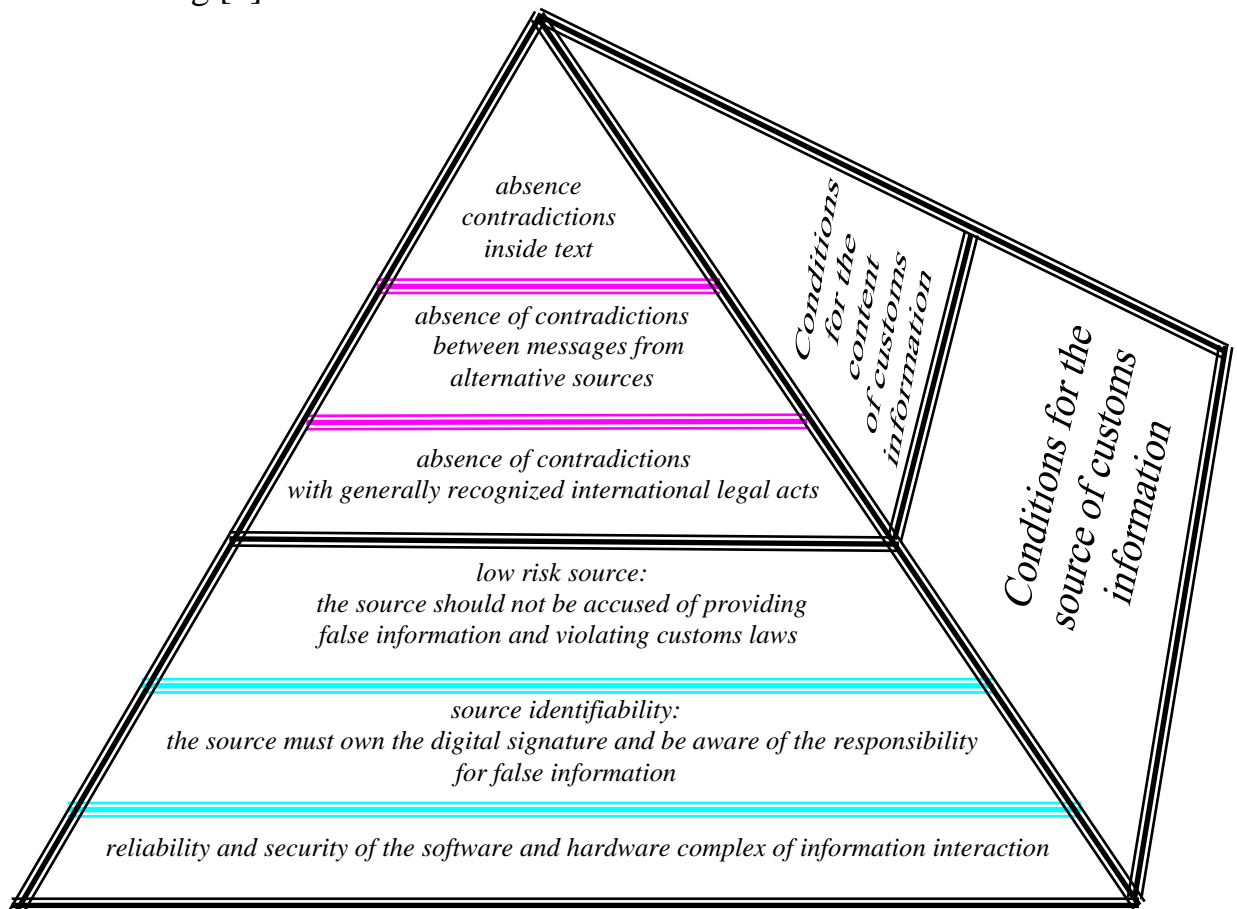 absence
contradictions
inside text
absence of contradictions
between messages from
alternative sources
absence of contradictions
with generally recognized international legal acts
low risk source:
the source should not be accused of providing
false information and violating customs laws
source identifiability:
the source must own the digital signature and be aware of the responsibility
for false information
reliability and security of the software and hardware complex of information interaction
Conditions
for the
content
of customs
information
Conditions for the
source of customs
information